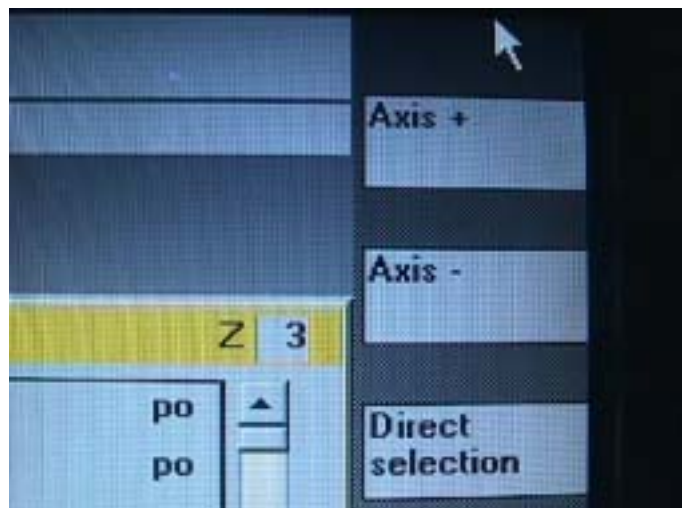 Axis +
Axis -
Z 3
po
po
Direct
selection